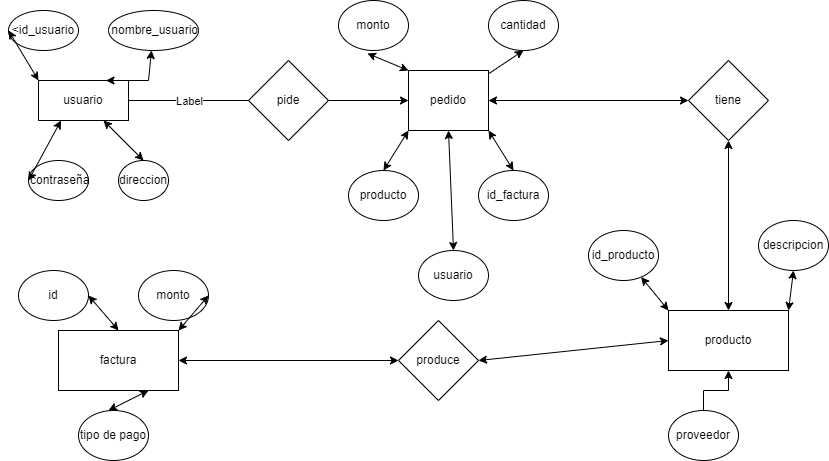 <id_usuario
nombre_usuario
monto
cantidad
usuario
Label
pide
pedido
tiene
contraseña
direccion
producto
id_factura
id_producto
descripcion
usuario
id
monto
factura
produce
producto
tipo de pago
proveedor